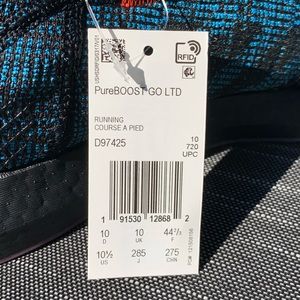 RFID
PureBOOST GO LTD
RUNNING
COURSE A PIED
D97425
10
720
UPC
1 91530 12868 2
10 10 44 2/3
D UK F
10½ 285 275
US J CHN